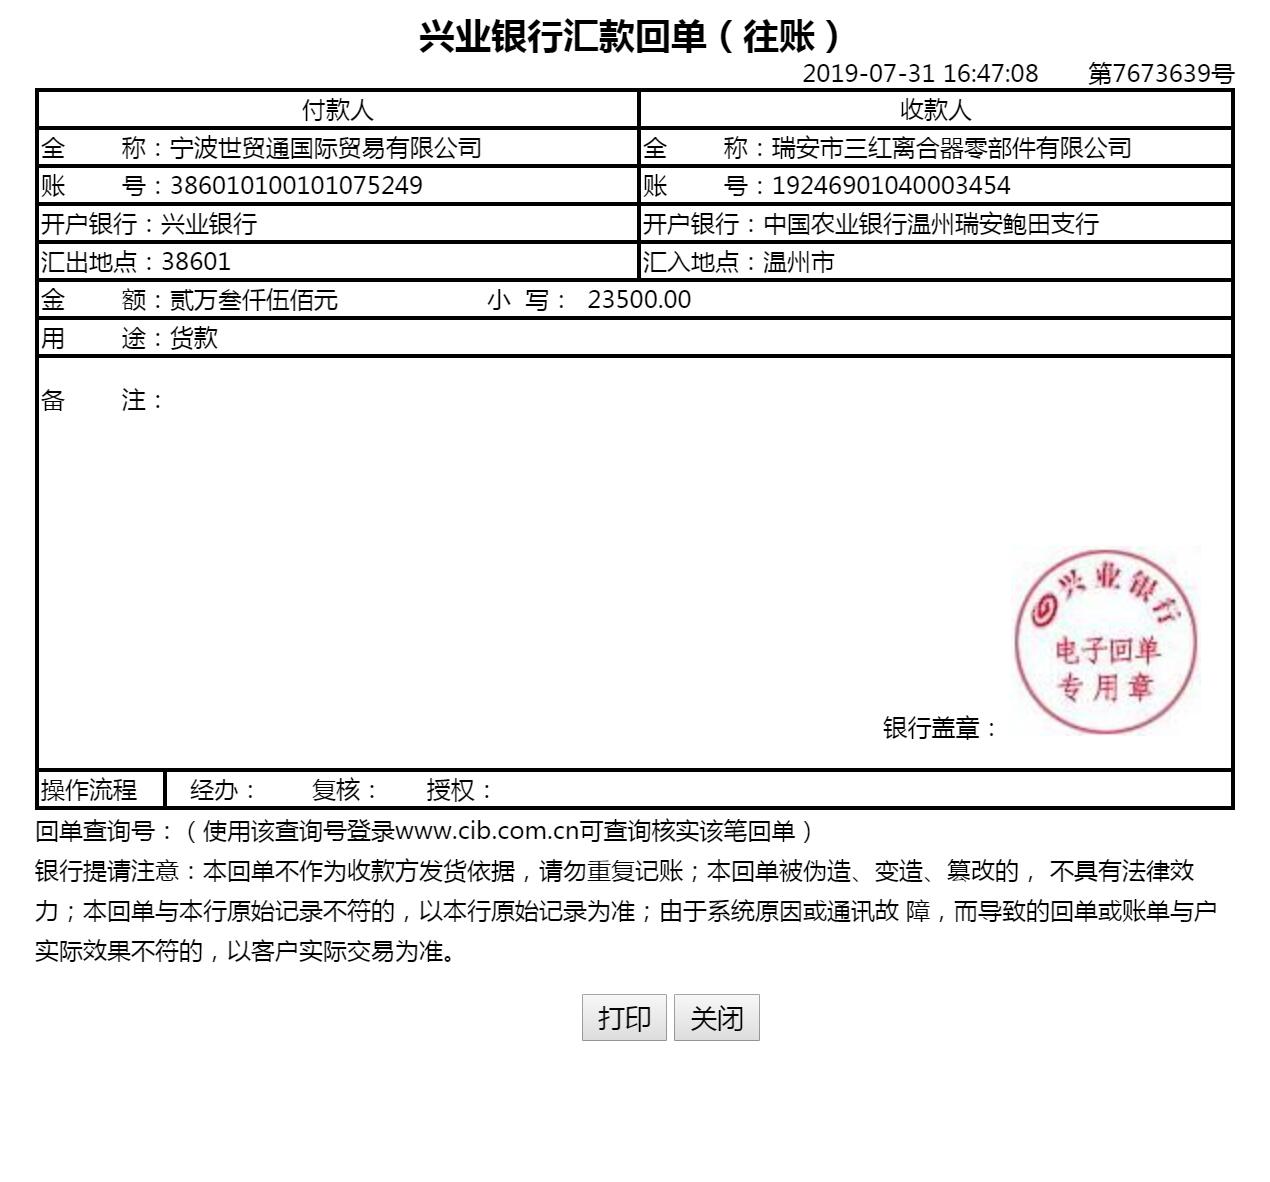 兴业银行汇款回单（往账）
2019-07-31 16:47:08 第7673639号
付款人 收款人
全 称：宁波世贸通国际贸易有限公司 全 称：瑞安市三红离合器零部件有限公司
账 号：386010100101075249 账 号：19246901040003454
开户银行：兴业银行 开户银行：中国农业银行温州瑞安鲍田支行
汇出地点：38601 汇入地点：温州市
金 额：贰万叁仟伍佰元 小 写： 23500.00
用 途：货款
备 注：
兴业银行
电子回单
专用章
银行盖章：
操作流程 经办： 复核： 授权：
回单查询号：（使用该查询号登录www.cib.com.cn可查询核实该笔回单）
银行提请注意：本回单不作为收款方发货依据，请勿重复记账；本回单被伪造、变造、篡改的， 不具有法律效
力；本回单与本行原始记录不符的，以本行原始记录为准；由于系统原因或通讯故 障，而导致的回单或账单与户
实际效果不符的，以客户实际交易为准。
打印 关闭